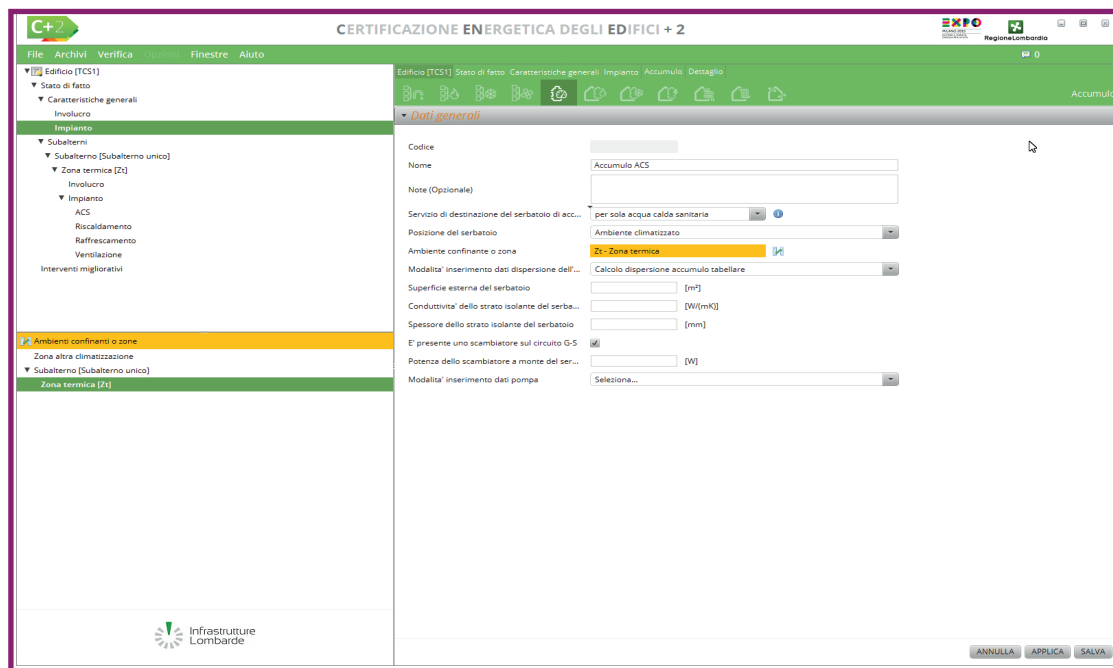 C+2
CERTIFICAZIONE ENERGETICA DEGLI EDIFICI + 2
EXPO
RegioneLombardia
File Archivi Verifica Opzioni Finestre Aiuto
0
Edificio [TCS1]
Stato di fatto
Caratteristiche generali
Involucro
Impianto
Subalterni
Subalterno [Subalterno unico]
Zona termica [Zt]
Involucro
Impianto
ACS
Riscaldamento
Raffrescamento
Ventilazione
Interventi migliorativi
Ambienti confinanti o zone
Zona altra climatizzazione
Subalterno [Subalterno unico]
Zona termica [Zt]
Infrastrutture
Lombarde
Edificio [TCS1] Stato di fatto Caratteristiche generali Impianto Accumulo Dettaglio
Accumulo
Dati generali
Codice
Nome Accumulo ACS
Note (Opzionale)
Servizio di destinazione del serbatoio di acc... per sola acqua calda sanitaria
Posizione del serbatoio Ambiente climatizzato
Ambiente confinante o zona Zt - Zona termica
Modalita' inserimento dati dispersione dell'... Calcolo dispersione accumulo tabellare
Superficie esterna del serbatoio [m²]
Conduttivita' dello strato isolante del serba... [W/(mK)]
Spessore dello strato isolante del serbatoio [mm]
E' presente uno scambiatore sul circuito G-S
Potenza dello scambiatore a monte del ser... [W]
Modalita' inserimento dati pompa Seleziona...
ANNULLA APPLICA SALVA